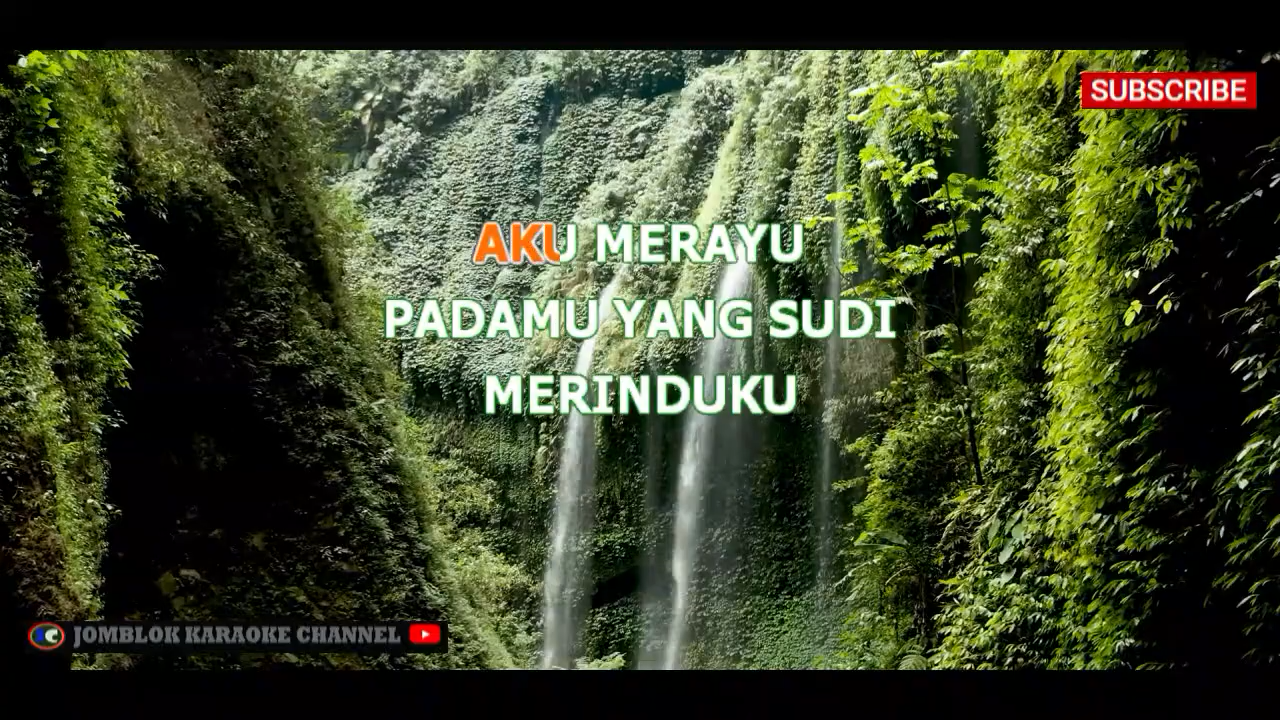 SUBSCRIBE
AKU MERAYU
PADAMU YANG SUDI
MERINDUKU
JOMBLOK KARAOKE CHANNEL